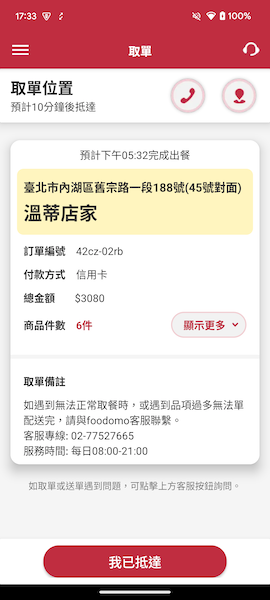 17:33
100%
取單
取單位置
預計10分鐘後抵達
預計下午05:32完成出餐
臺北市內湖區舊宗路一段188號(45號對面)
溫蒂店家
訂單編號 42cz-02rb
付款方式 信用卡
總金額 $3080
商品件數 6件
顯示更多
取單備註
如遇到無法正常取餐時，或遇到品項過多無法單
配送完，請與foodomo客服聯繫。
客服專線: 02-77527665
服務時間: 每日08:00-21:00
如取單或送單遇到問題，可點擊上方客服按鈕詢問。
我已抵達